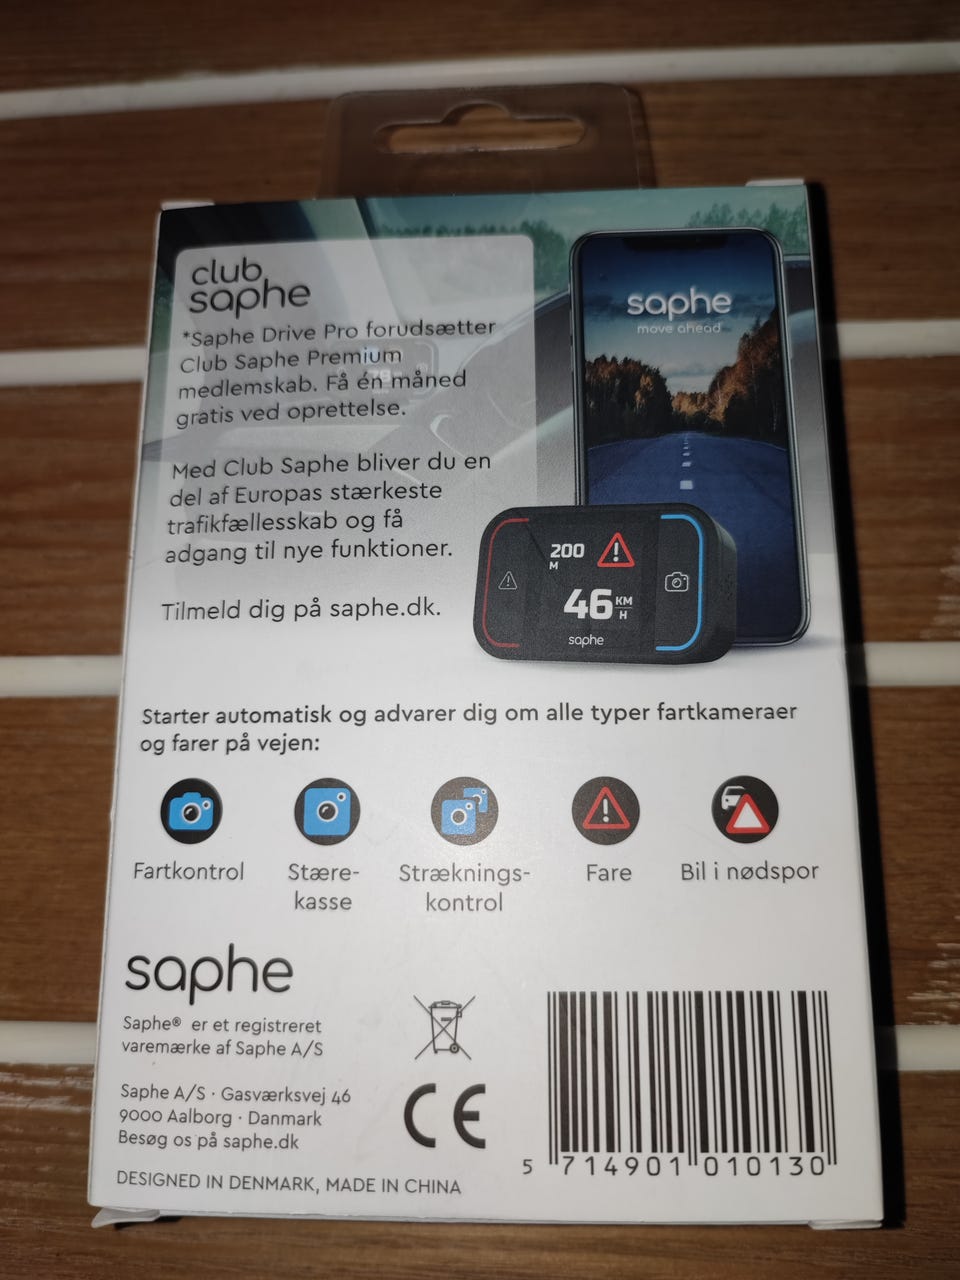 club
saphe
*Saphe Drive Pro forudsætter
Club Saphe Premium
medlemskab. Få én måned
gratis ved oprettelse.
Med Club Saphe bliver du en
del af Europas stærkeste
trafikfællesskab og få
adgang til nye funktioner.
Tilmeld dig på saphe.dk.
saphe
move ahead
200
M
46 KM
H
saphe
Starter automatisk og advarer dig om alle typer fartkameraer
og farer på vejen:
Fartkontrol
Stære-
kasse
Stræknings-
kontrol
Fare
Bil i nødspor
saphe
Saphe® er et registreret
varemærke af Saphe A/S
Saphe A/S · Gasværksvej 46
9000 Aalborg · Danmark
Besøg os på saphe.dk
DESIGNED IN DENMARK, MADE IN CHINA
CE
5 714901 010130